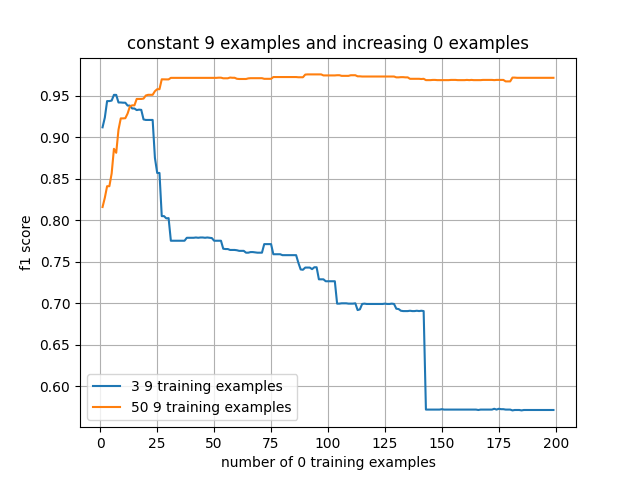 constant 9 examples and increasing 0 examples
f1 score
0.95
0.90
0.85
0.80
0.75
0.70
0.65
0.60
3 9 training examples
50 9 training examples
0 25 50 75 100 125 150 175 200
number of 0 training examples